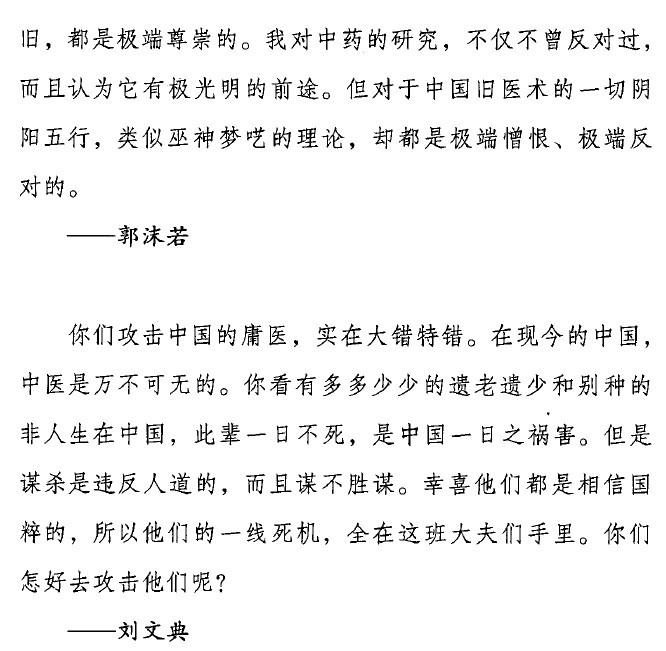 旧，都是极端尊崇的。我对中药的研究，不仅不曾反对过，
而且认为它有极光明的前途。但对于中国旧医术的一切阴
阳五行，类似巫神梦呓的理论，却都是极端憎恨、极端反
对的。
——郭沫若
你们攻击中国的庸医，实在大错特错。在现今的中国，
中医是万不可无的。你看有多多少少的遗老遗少和别种的
非人生在中国，此辈一日不死，是中国一日之祸害。但是
谋杀是违反人道的，而且谋不胜谋。幸喜他们都是相信国
粹的，所以他们的一线死机，全在这班大夫们手里。你们
怎好去攻击他们呢？
——刘文典